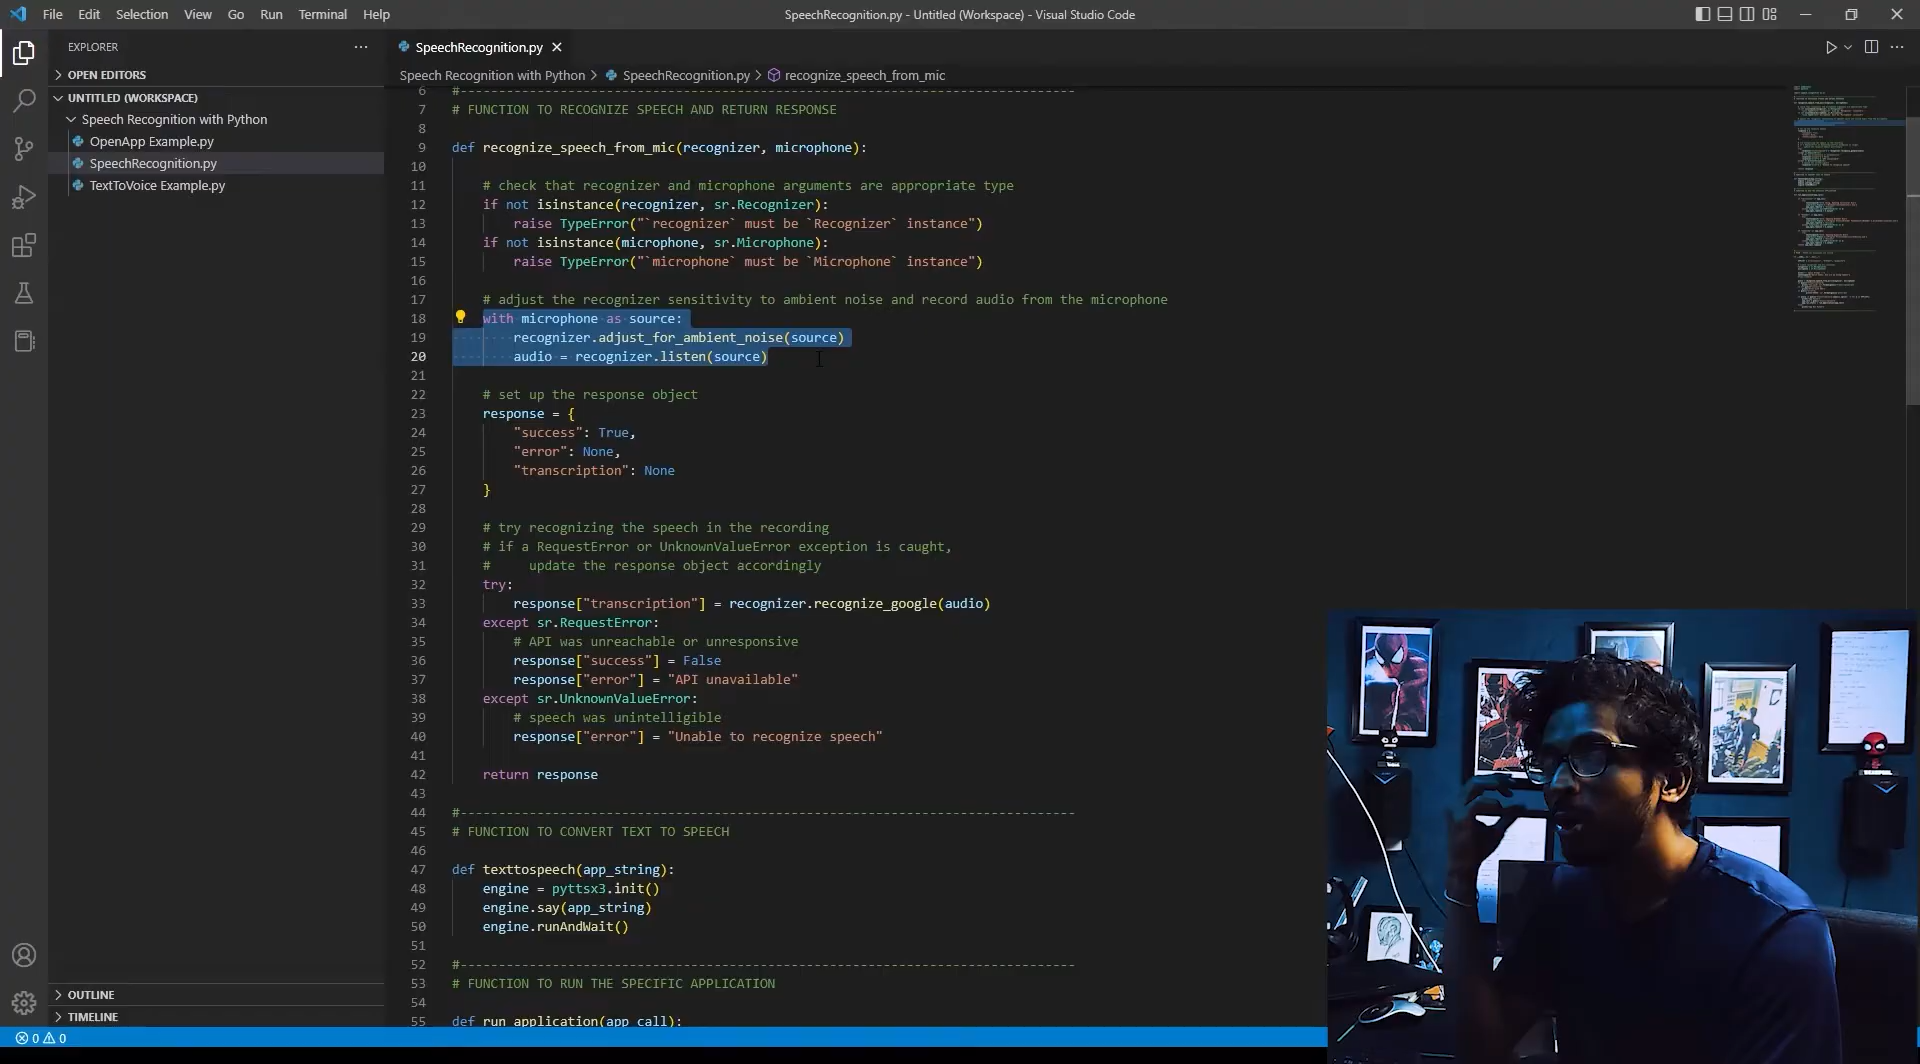 File Edit Selection View Go Run Terminal Help
SpeechRecognition.py - Untitled (Workspace) - Visual Studio Code
EXPLORER
OPEN EDITORS
UNTITLED (WORKSPACE)
Speech Recognition with Python
OpenApp Example.py
SpeechRecognition.py
TextToVoice Example.py
OUTLINE
TIMELINE
0 0
SpeechRecognition.py
Speech Recognition with Python > SpeechRecognition.py > recognize_speech_from_mic
6 #--------------------------------------------------------------------------------
7 # FUNCTION TO RECOGNIZE SPEECH AND RETURN RESPONSE
8
9 def recognize_speech_from_mic(recognizer, microphone):
10
11     # check that recognizer and microphone arguments are appropriate type
12     if not isinstance(recognizer, sr.Recognizer):
13         raise TypeError("`recognizer` must be `Recognizer` instance")
14     if not isinstance(microphone, sr.Microphone):
15         raise TypeError("`microphone` must be `Microphone` instance")
16
17     # adjust the recognizer sensitivity to ambient noise and record audio from the microphone
18     with microphone as source:
19         recognizer.adjust_for_ambient_noise(source)
20         audio = recognizer.listen(source)
21
22     # set up the response object
23     response = {
24         "success": True,
25         "error": None,
26         "transcription": None
27     }
28
29     # try recognizing the speech in the recording
30     # if a RequestError or UnknownValueError exception is caught,
31     #     update the response object accordingly
32     try:
33         response["transcription"] = recognizer.recognize_google(audio)
34     except sr.RequestError:
35         # API was unreachable or unresponsive
36         response["success"] = False
37         response["error"] = "API unavailable"
38     except sr.UnknownValueError:
39         # speech was unintelligible
40         response["error"] = "Unable to recognize speech"
41
42     return response
43
44 #--------------------------------------------------------------------------------
45 # FUNCTION TO CONVERT TEXT TO SPEECH
46
47 def texttospeech(app_string):
48     engine = pyttsx3.init()
49     engine.say(app_string)
50     engine.runAndWait()
51
52 #--------------------------------------------------------------------------------
53 # FUNCTION TO RUN THE SPECIFIC APPLICATION
54
55 def run_application(app_call):